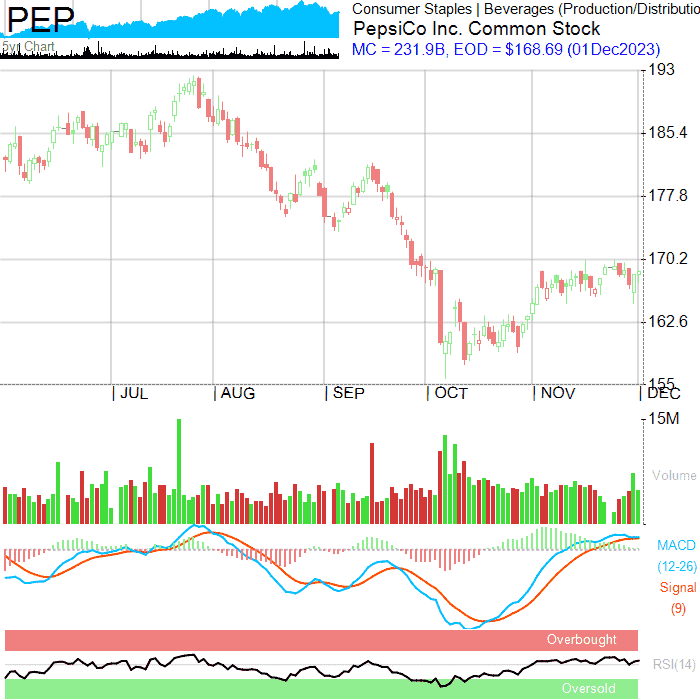 PEP
5yr Chart
Consumer Staples | Beverages (Production/Distributio
PepsiCo Inc. Common Stock
MC = 231.9B, EOD = $168.69 (01Dec2023)
193
185.4
177.8
170.2
162.6
155
JUL AUG SEP OCT NOV DEC
15M
Volume
MACD
(12-26)
Signal
(9)
Overbought
RSI(14)
Oversold